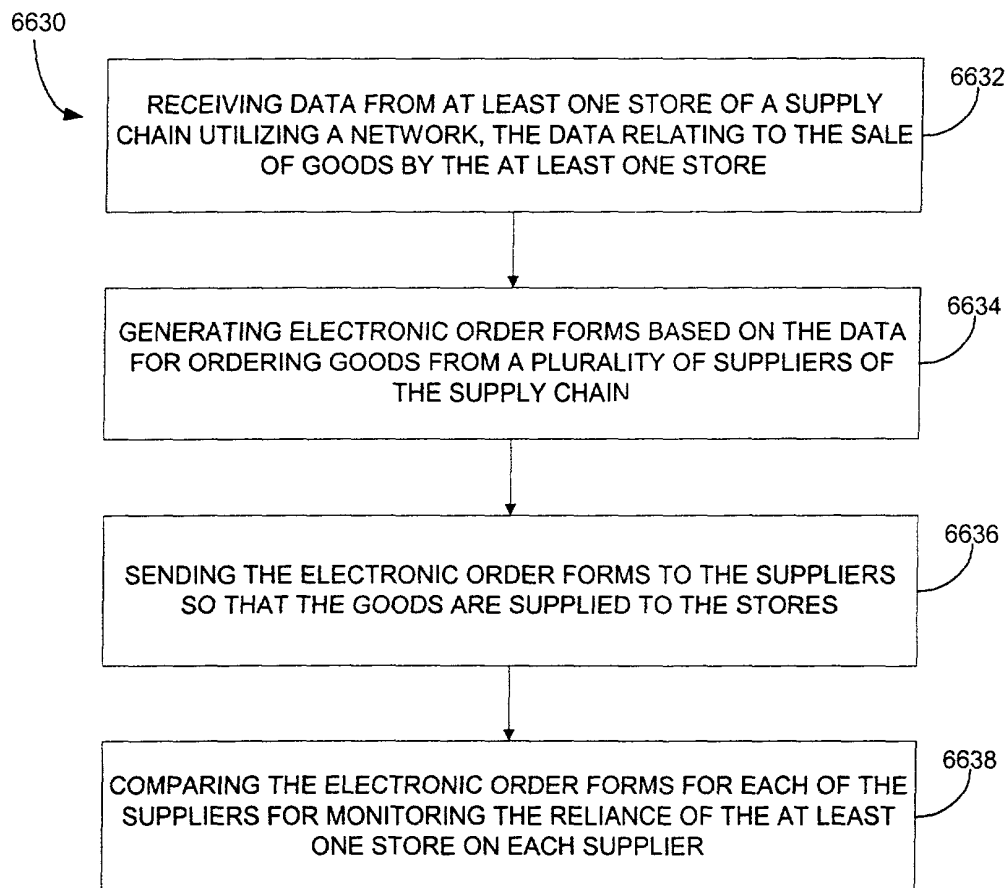 6630
6632
RECEIVING DATA FROM AT LEAST ONE STORE OF A SUPPLY
CHAIN UTILIZING A NETWORK, THE DATA RELATING TO THE SALE
OF GOODS BY THE AT LEAST ONE STORE
6634
GENERATING ELECTRONIC ORDER FORMS BASED ON THE DATA
FOR ORDERING GOODS FROM A PLURALITY OF SUPPLIERS OF
THE SUPPLY CHAIN
6636
SENDING THE ELECTRONIC ORDER FORMS TO THE SUPPLIERS
SO THAT THE GOODS ARE SUPPLIED TO THE STORES
6638
COMPARING THE ELECTRONIC ORDER FORMS FOR EACH OF THE
SUPPLIERS FOR MONITORING THE RELIANCE OF THE AT LEAST
ONE STORE ON EACH SUPPLIER